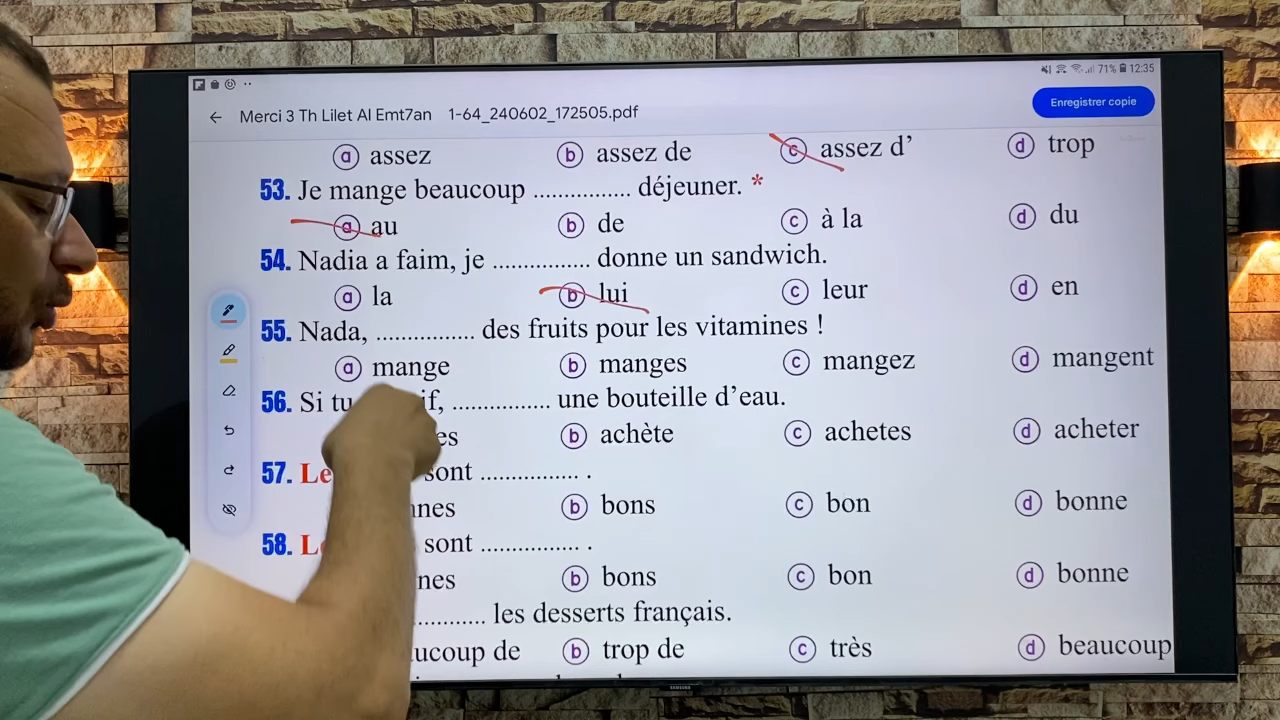 71% 12:35
Merci 3 Th Lilet Al Emt7an 1-64_240602_172505.pdf
Enregistrer copie
a assez b assez de c assez d’ d trop
53. Je mange beaucoup ................ déjeuner. *
a au b de c à la d du
54. Nadia a faim, je ................ donne un sandwich.
a la b lui c leur d en
55. Nada, ................ des fruits pour les vitamines !
a mange b manges c mangez d mangent
56. Si tu if, ................ une bouteille d’eau.
es b achète c achetes d acheter
57. Le sont ................ .
nes b bons c bon d bonne
58. L sont ................ .
nes b bons c bon d bonne
............ les desserts français.
ucoup de b trop de c très d beaucoup
SAMSUNG